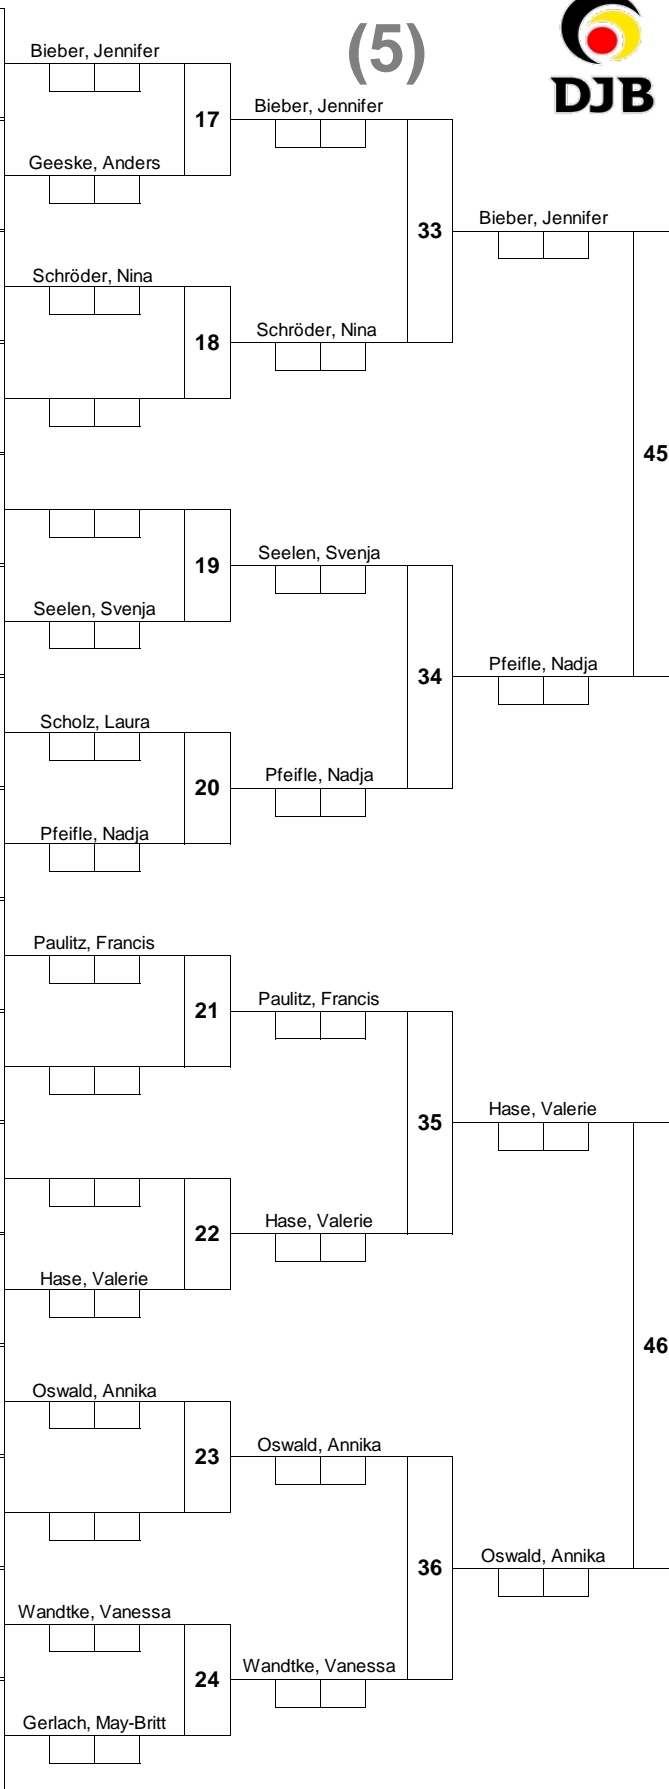 (5)
DJB
Bieber, Jennifer
17
Bieber, Jennifer
Geeske, Anders
33
Bieber, Jennifer
Schröder, Nina
18
Schröder, Nina
45
19
Seelen, Svenja
Seelen, Svenja
34
Pfeifle, Nadja
Scholz, Laura
20
Pfeifle, Nadja
Pfeifle, Nadja
Paulitz, Francis
21
Paulitz, Francis
35
Hase, Valerie
22
Hase, Valerie
Hase, Valerie
46
Oswald, Annika
23
Oswald, Annika
36
Oswald, Annika
Wandtke, Vanessa
24
Wandtke, Vanessa
Gerlach, May-Britt